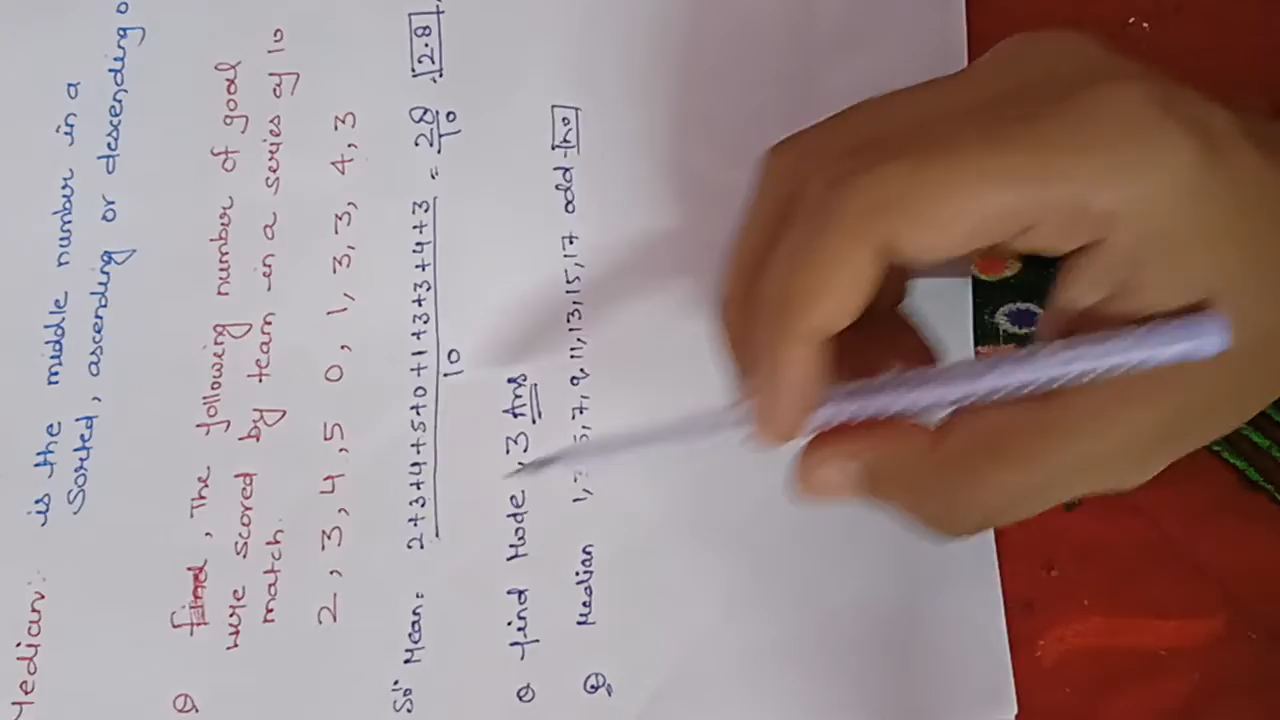 Median:- is the middle number in a
Sorted, ascending or descending
Q find, The following number of goal
were scored by team in a series of 10
match.
2, 3, 4, 5 0, 1, 3, 3, 4, 3
Sol: Mean = 2+3+4+5+0+1+3+3+4+3 / 10 = 28/10 = 2.8
Q find Mode, 3 Ans
Q Median 1, 5, 7, 9, 11, 13, 15, 17 odd-no